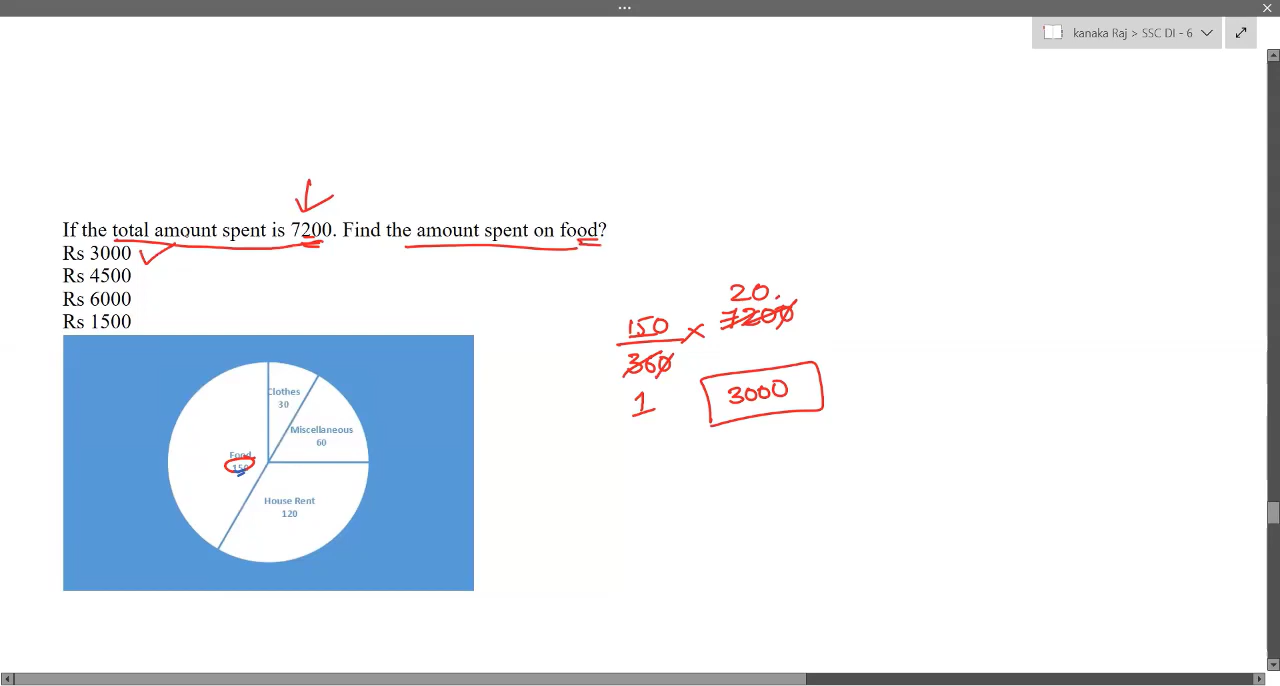 kanaka Raj > SSC DI - 6
If the total amount spent is 7200. Find the amount spent on food?
Rs 3000
Rs 4500
Rs 6000
Rs 1500
Clothes
30
Miscellaneous
60
Food
150
House Rent
120
20.
150 × 7200
360
1
3000